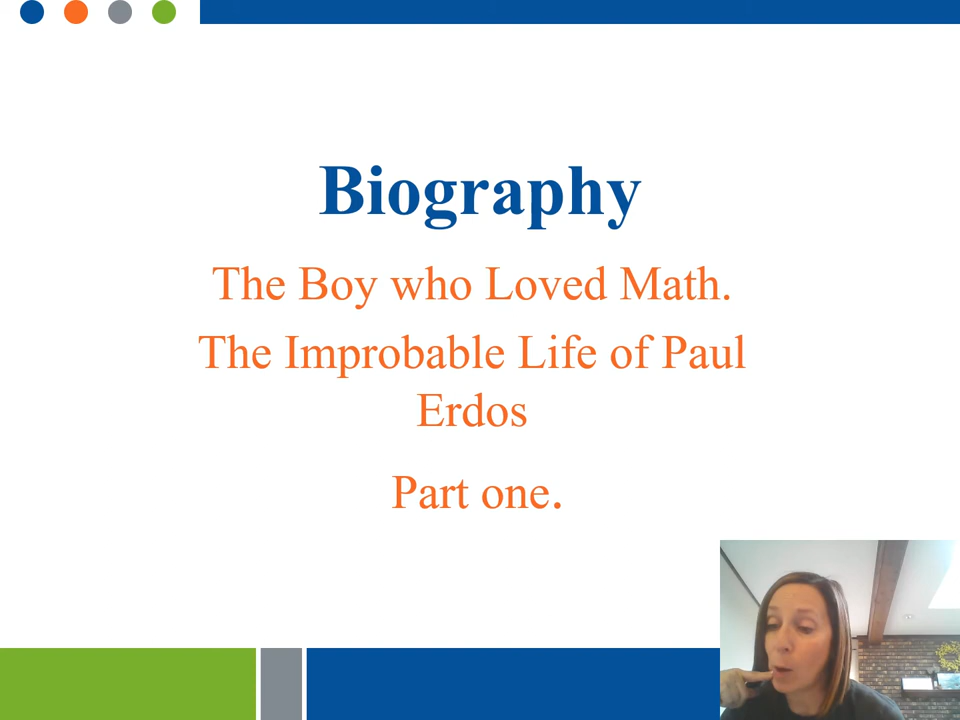 Biography
The Boy who Loved Math.
The Improbable Life of Paul
Erdos
Part one.